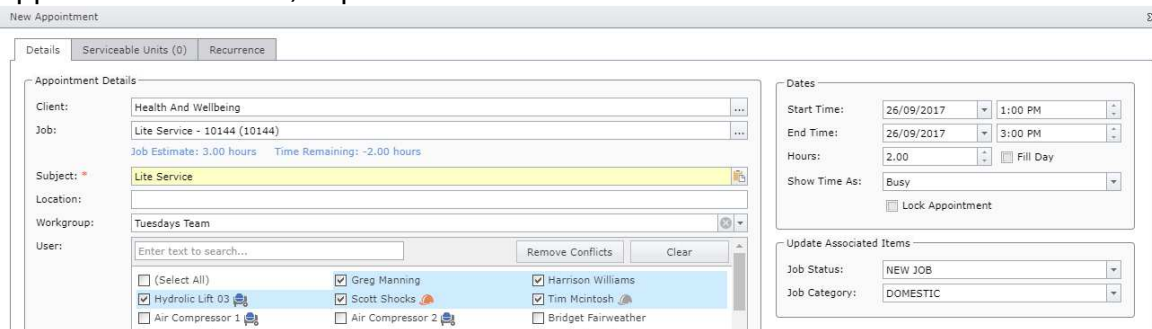 New Appointment
Details Serviceable Units (0) Recurrence
Appointment Details
Client: Health And Wellbeing ...
Job: Lite Service - 10144 (10144) ...
Job Estimate: 3.00 hours Time Remaining: -2.00 hours
Subject: * Lite Service
Location:
Workgroup: Tuesdays Team
User: Enter text to search... Remove Conflicts Clear
(Select All) Greg Manning Harrison Williams
Hydrolic Lift 03 Scott Shocks Tim Mcintosh
Air Compressor 1 Air Compressor 2 Bridget Fairweather
Dates
Start Time: 26/09/2017 1:00 PM
End Time: 26/09/2017 3:00 PM
Hours: 2.00 Fill Day
Show Time As: Busy
Lock Appointment
Update Associated Items
Job Status: NEW JOB
Job Category: DOMESTIC